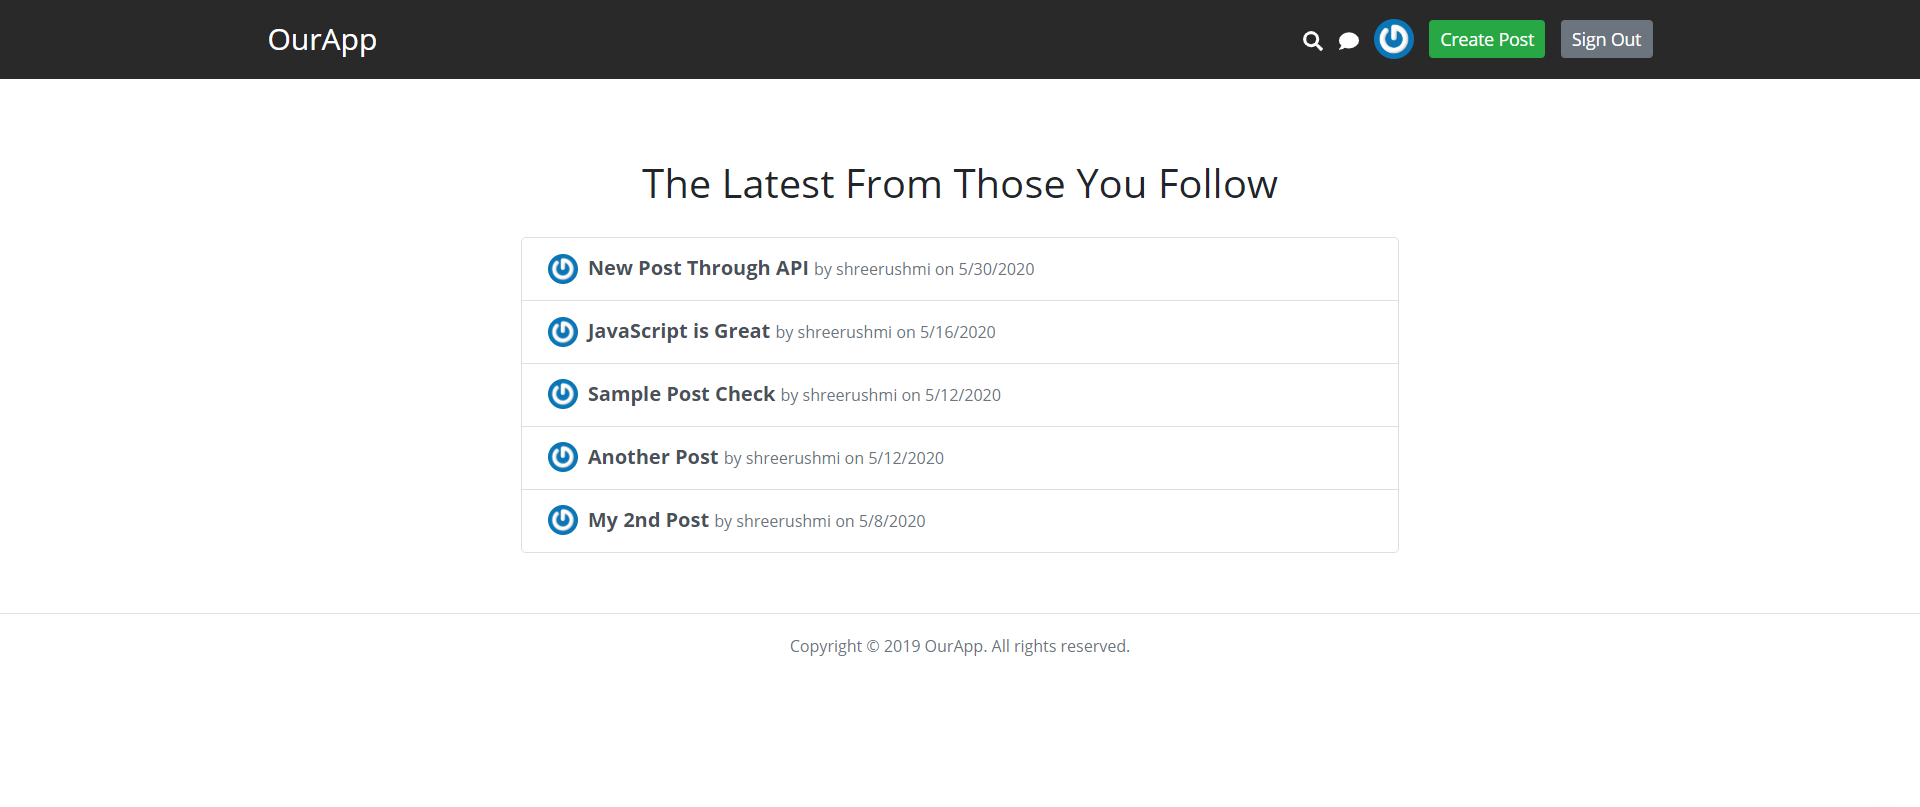 OurApp
Create Post
Sign Out
The Latest From Those You Follow
New Post Through API by shreerushmi on 5/30/2020
JavaScript is Great by shreerushmi on 5/16/2020
Sample Post Check by shreerushmi on 5/12/2020
Another Post by shreerushmi on 5/12/2020
My 2nd Post by shreerushmi on 5/8/2020
Copyright © 2019 OurApp. All rights reserved.